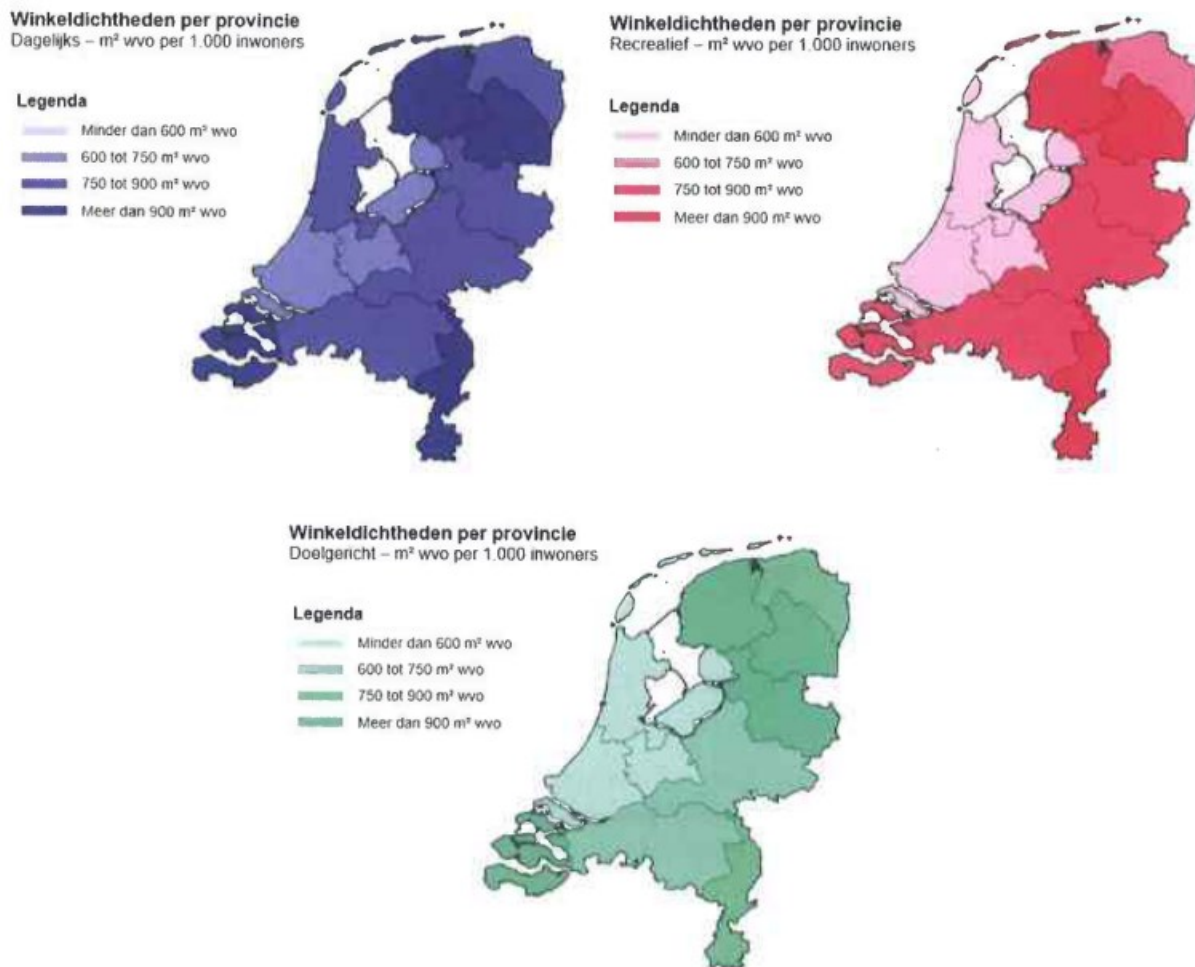 Winkeldichtheden per provincie
Dagelijks – m² wvo per 1.000 inwoners
Legenda
Minder dan 600 m² wvo
600 tot 750 m² wvo
750 tot 900 m² wvo
Meer dan 900 m² wvo
Winkeldichtheden per provincie
Recreatief – m² wvo per 1.000 inwoners
Legenda
Minder dan 600 m² wvo
600 tot 750 m² wvo
750 tot 900 m² wvo
Meer dan 900 m² wvo
Winkeldichtheden per provincie
Doelgericht – m² wvo per 1.000 inwoners
Legenda
Minder dan 600 m² wvo
600 tot 750 m² wvo
750 tot 900 m² wvo
Meer dan 900 m² wvo